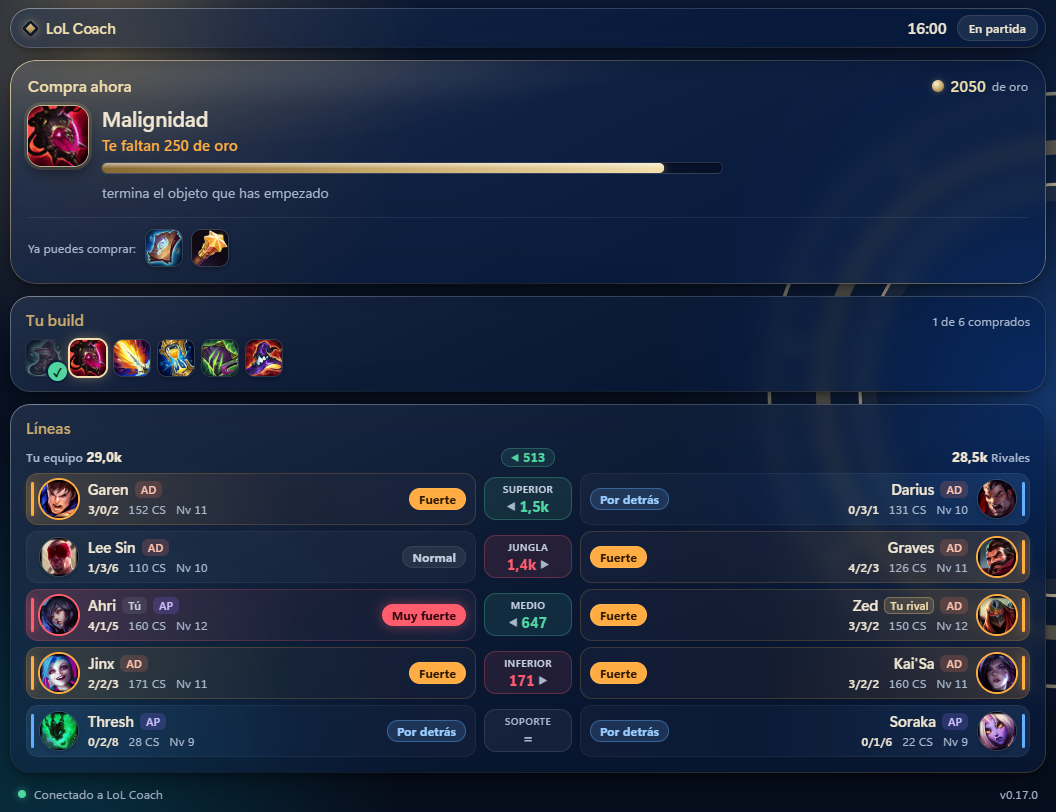 LoL Coach 16:00 En partida
Compra ahora 2050 de oro
Malignidad
Te faltan 250 de oro
termina el objeto que has empezado
Ya puedes comprar:
Tu build 1 de 6 comprados
Líneas
Tu equipo 29,0k ◀ 513 28,5k Rivales
Garen AD
3/0/2 152 CS Nv 11
Fuerte
SUPERIOR
◀ 1,5k
Por detrás
Darius AD
0/3/1 131 CS Nv 10
Lee Sin AD
1/3/6 110 CS Nv 10
Normal
JUNGLA
1,4k ▶
Fuerte
Graves AD
4/2/3 126 CS Nv 11
Ahri Tú AP
4/1/5 160 CS Nv 12
Muy fuerte
MEDIO
◀ 647
Fuerte
Zed Tu rival AD
3/3/2 150 CS Nv 12
Jinx AD
2/2/3 171 CS Nv 11
Fuerte
INFERIOR
171 ▶
Fuerte
Kai'Sa AD
3/2/2 160 CS Nv 11
Thresh AP
0/2/8 28 CS Nv 9
Por detrás
SOPORTE
=
Por detrás
Soraka AP
0/1/6 22 CS Nv 9
Conectado a LoL Coach v0.17.0